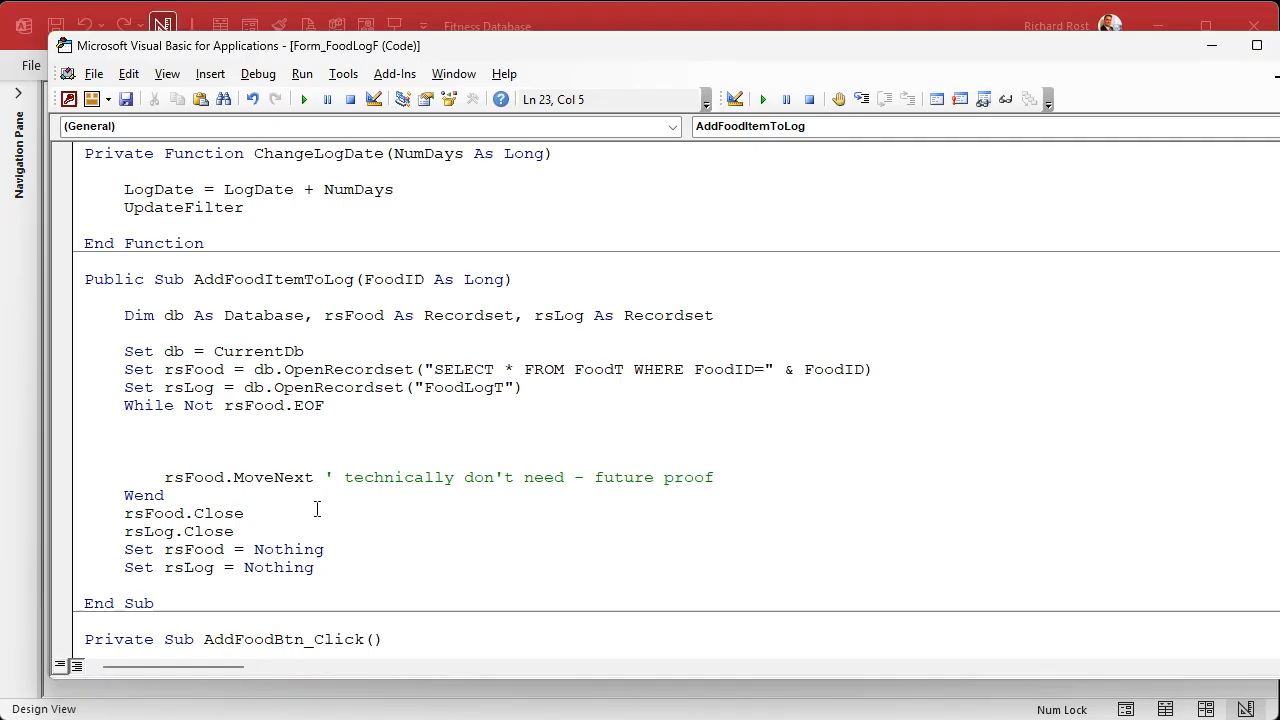 Fitness Database
Richard Rost
File
Microsoft Visual Basic for Applications - [Form_FoodLogF (Code)]
File Edit View Insert Debug Run Tools Add-Ins Window Help
Ln 23, Col 5
(General)
AddFoodItemToLog
Navigation Pane
Private Function ChangeLogDate(NumDays As Long)
LogDate = LogDate + NumDays
UpdateFilter
End Function
Public Sub AddFoodItemToLog(FoodID As Long)
Dim db As Database, rsFood As Recordset, rsLog As Recordset
Set db = CurrentDb
Set rsFood = db.OpenRecordset("SELECT * FROM FoodT WHERE FoodID=" & FoodID)
Set rsLog = db.OpenRecordset("FoodLogT")
While Not rsFood.EOF
rsFood.MoveNext ' technically don't need - future proof
Wend
rsFood.Close
rsLog.Close
Set rsFood = Nothing
Set rsLog = Nothing
End Sub
Private Sub AddFoodBtn_Click()
Design View
Num Lock